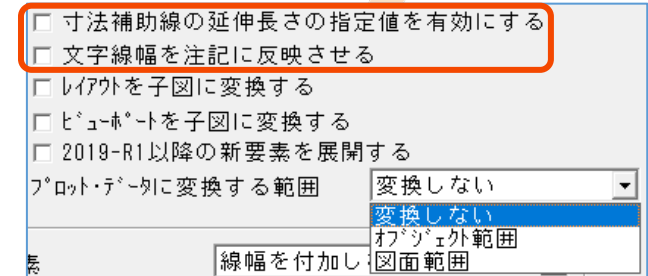 寸法補助線の延伸長さの指定値を有効にする
文字線幅を注記に反映させる
ﾚｲｱｳﾄを子図に変換する
ﾋﾞｭｰﾎﾟｰﾄを子図に変換する
2019-R1以降の新要素を展開する
ﾌﾟﾛｯﾄ・ﾃﾞｰﾀに変換する範囲 変換しない
変換しない
ｵﾌﾞｼﾞｪｸﾄ範囲
素 線幅を付加し 図面範囲